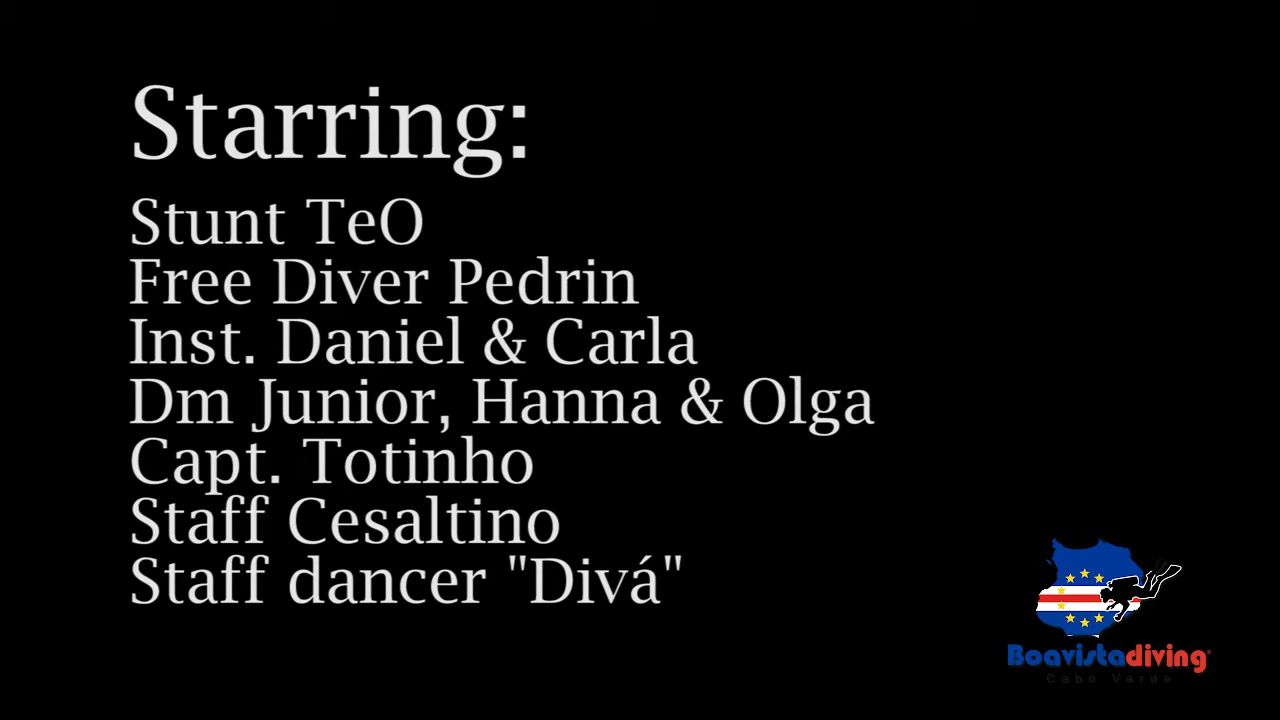 Starring:
Stunt TeO
Free Diver Pedrin
Inst. Daniel & Carla
Dm Junior, Hanna & Olga
Capt. Totinho
Staff Cesaltino
Staff dancer "Divá"
Boavistadiving
Cabo Verde